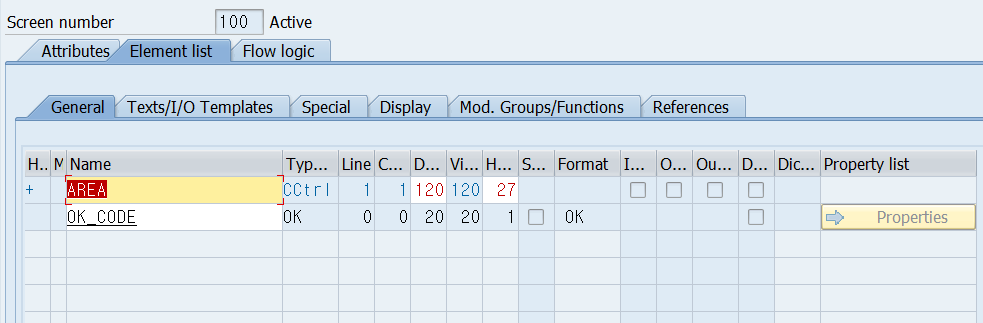 Screen number 100 Active
Attributes Element list Flow logic
General Texts/I/O Templates Special Display Mod. Groups/Functions References
H.. M Name Typ... Line C... D... Vi... H... S... Format I... O... Ou... D... Dic... Property list
+ AREA CCtrl 1 1 120 120 27
OK_CODE OK 0 0 20 20 1 OK Properties